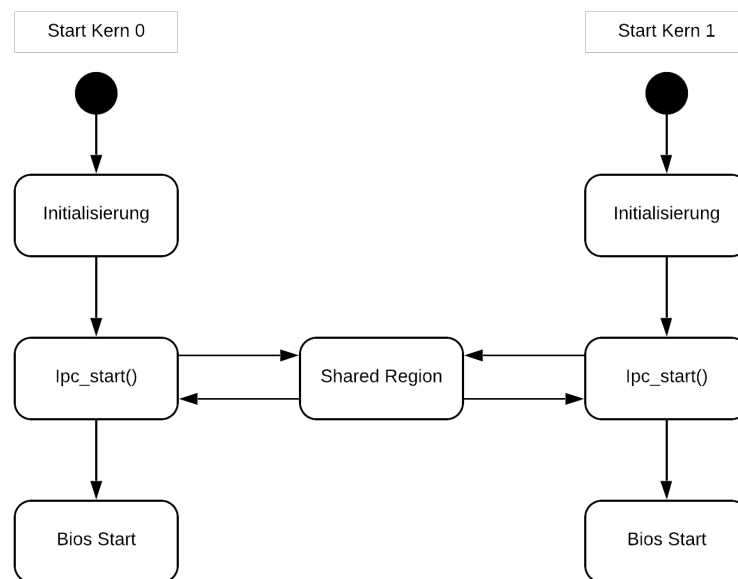 Start Kern 0
Start Kern 1
Initialisierung
Initialisierung
Ipc_start()
Shared Region
Ipc_start()
Bios Start
Bios Start